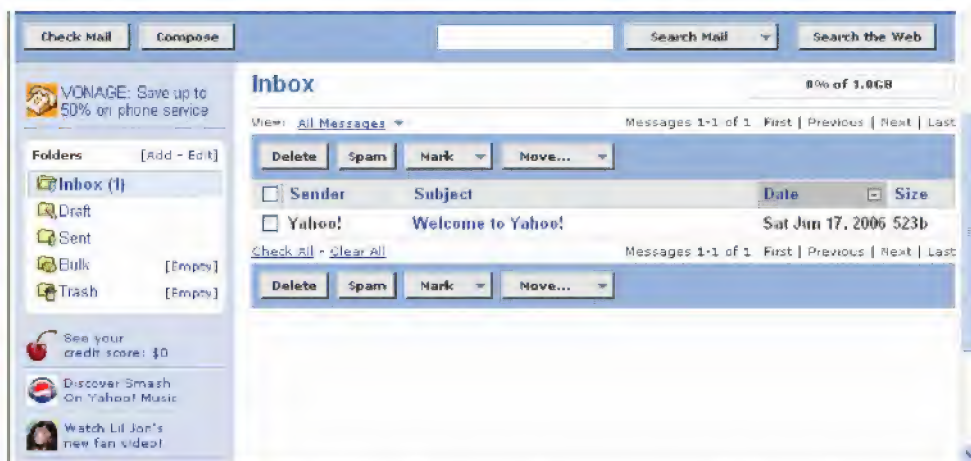 Check Mail Compose Search Mail Search the Web
VONAGE: Save up to
50% on phone service
Folders [Add - Edit]
Inbox (1)
Draft
Sent
Bulk [Empty]
Trash [Empty]
See your
credit score: $0
Discover Smash
On Yahoo! Music
Watch Lil Jon's
new fan video!
Inbox 0% of 1.0GB
View: All Messages Messages 1-1 of 1 First | Previous | Next | Last
Delete Spam Mark Move...
Sender Subject Date Size
Yahoo! Welcome to Yahoo! Sat Jun 17, 2006 523b
Check All - Clear All Messages 1-1 of 1 First | Previous | Next | Last
Delete Spam Mark Move...